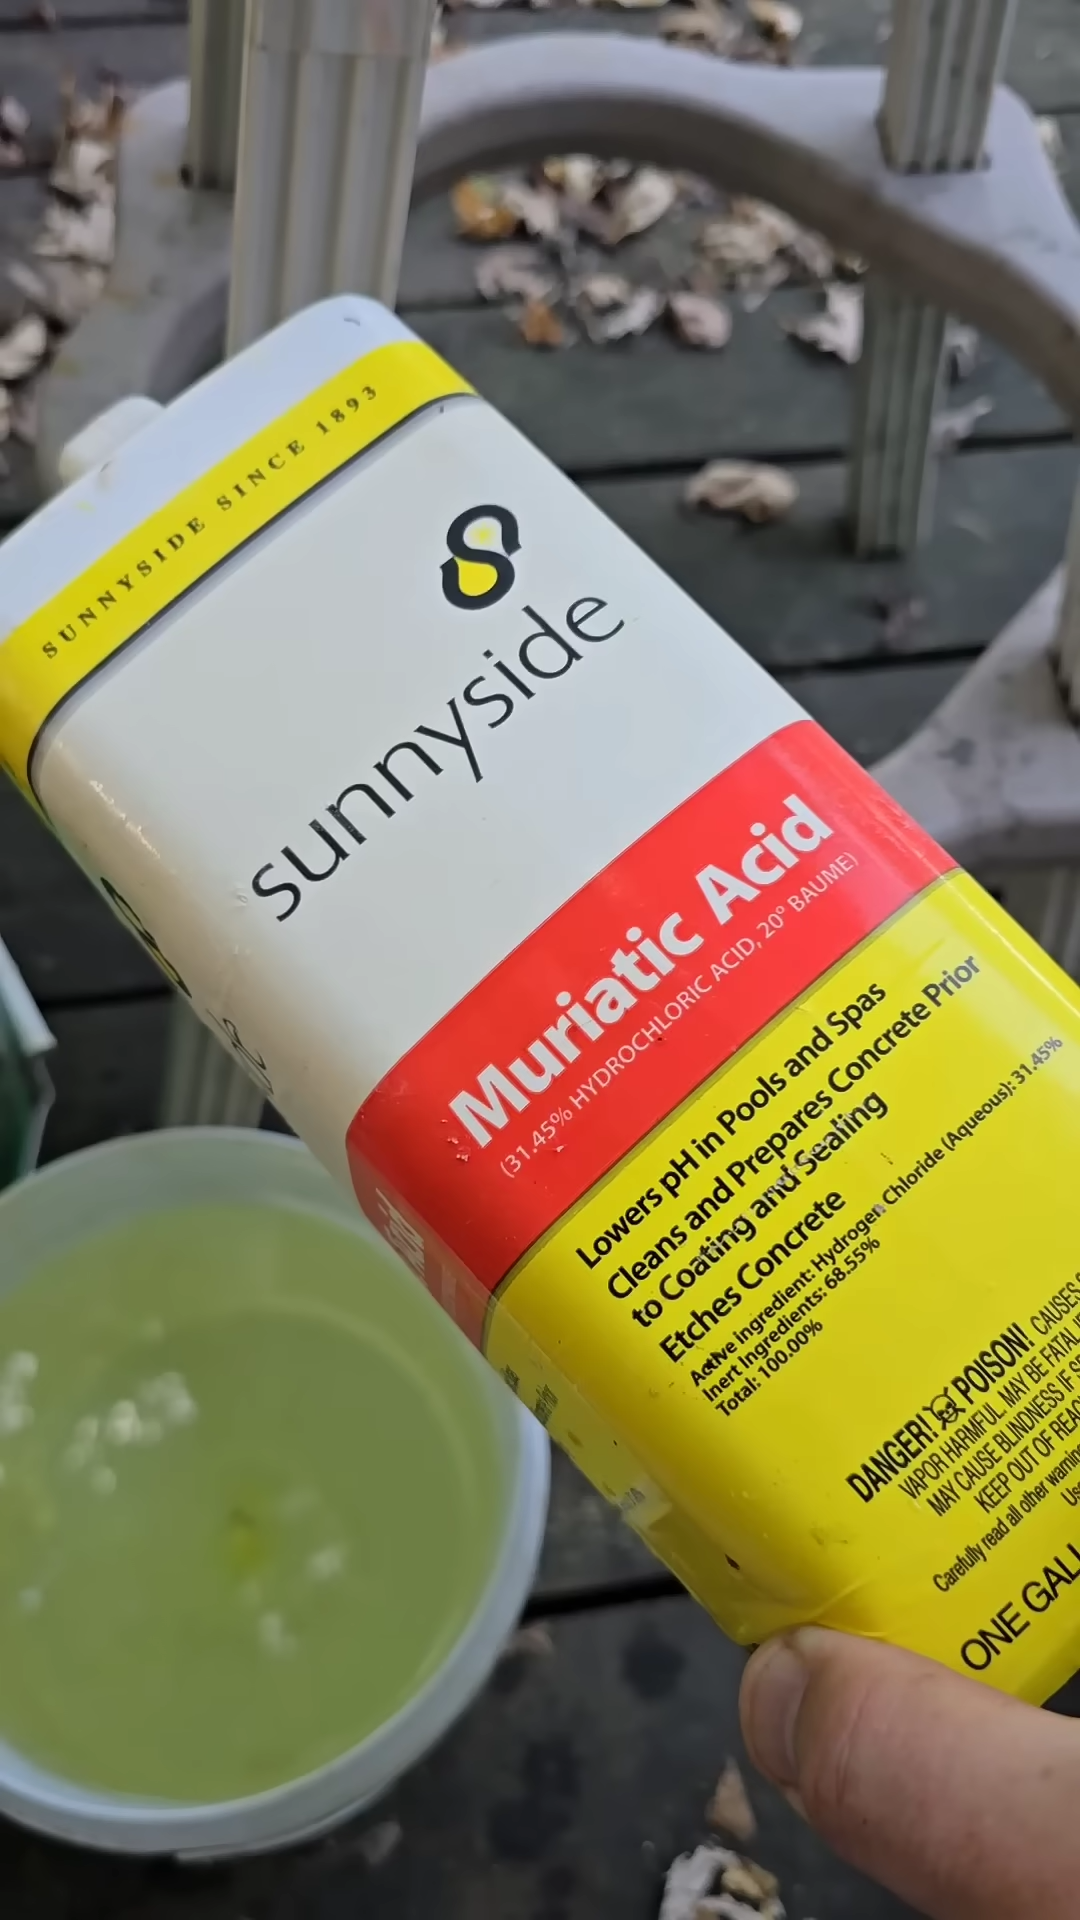 SUNNYSIDE SINCE 1893
sunnyside
Muriatic Acid
(31.45% HYDROCHLORIC ACID, 20° BAUME)
Lowers pH in Pools and Spas
Cleans and Prepares Concrete Prior
to Coating and Sealing
Etches Concrete
Active ingredient: Hydrogen Chloride (Aqueous): 31.45%
Inert Ingredients: 68.55%
Total: 100.00%
DANGER! POISON! CAUSES
VAPOR HARMFUL. MAY BE FATAL
MAY CAUSE BLINDNESS IF
KEEP OUT OF
Carefully read all other
ONE